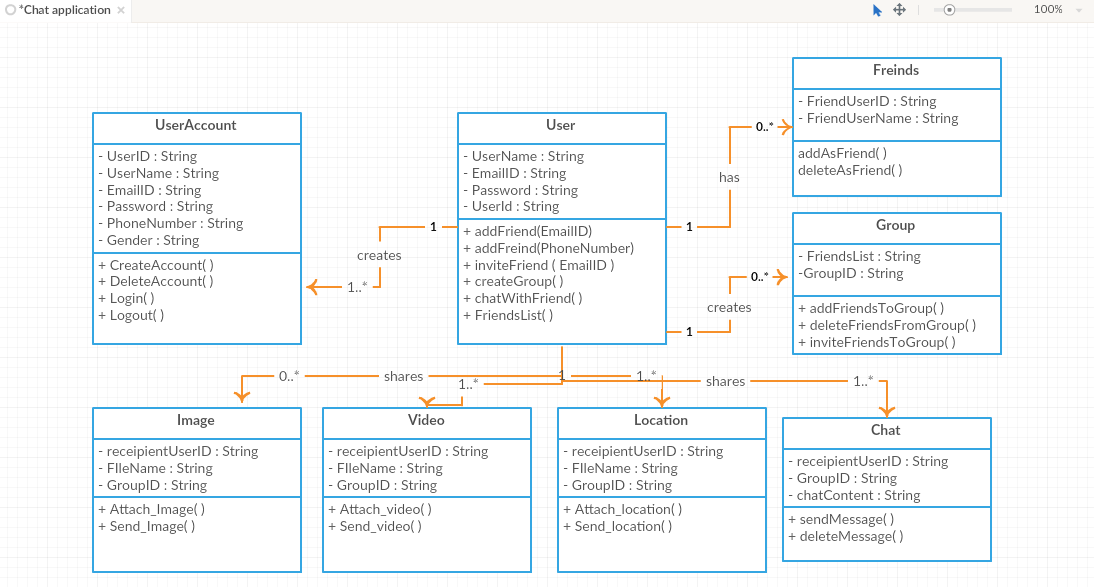 *Chat application
100%
Freinds
- FriendUserID : String
- FriendUserName : String
addAsFriend( )
deleteAsFriend( )
UserAccount
- UserID : String
- UserName : String
- EmailID : String
- Password : String
- PhoneNumber : String
- Gender : String
+ CreateAccount( )
+ DeleteAccount( )
+ Login( )
+ Logout( )
User
- UserName : String
- EmailID : String
- Password : String
- UserId : String
+ addFriend(EmailID)
+ addFreind(PhoneNumber)
+ inviteFriend ( EmailID )
+ createGroup( )
+ chatWithFriend( )
+ FriendsList( )
0..*
has
1
1
creates
1..*
Group
- FriendsList : String
-GroupID : String
+ addFriendsToGroup( )
+ deleteFriendsFromGroup( )
+ inviteFriendsToGroup( )
0..*
creates
1
0..*
shares
1..*
1
1..*
shares
1..*
Image
- receipientUserID : String
- FIleName : String
- GroupID : String
+ Attach_Image( )
+ Send_Image( )
Video
- receipientUserID : String
- FIleName : String
- GroupID : String
+ Attach_video( )
+ Send_video( )
Location
- receipientUserID : String
- FIleName : String
- GroupID : String
+ Attach_location( )
+ Send_location( )
Chat
- receipientUserID : String
- GroupID : String
- chatContent : String
+ sendMessage( )
+ deleteMessage( )